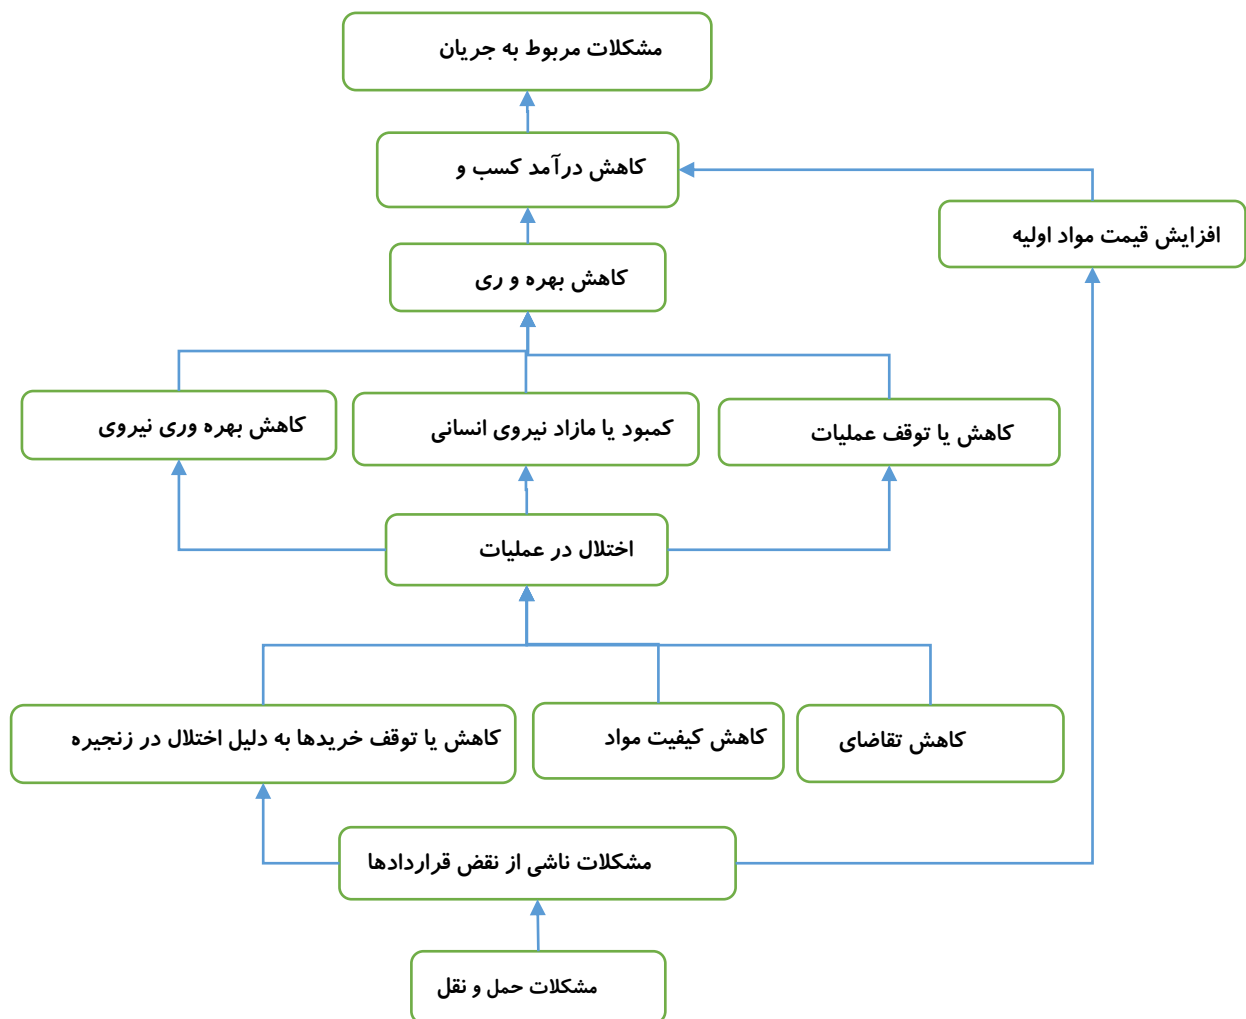 مشکلات مربوط به جریان
کاهش درآمد کسب و
افزایش قیمت مواد اولیه
کاهش بهره و ری
کاهش بهره وری نیروی
کمبود یا مازاد نیروی انسانی
کاهش یا توقف عملیات
اختلال در عملیات
کاهش یا توقف خریدها به دلیل اختلال در زنجیره
کاهش کیفیت مواد
کاهش تقاضای
مشکلات ناشی از نقض قراردادها
مشکلات حمل و نقل